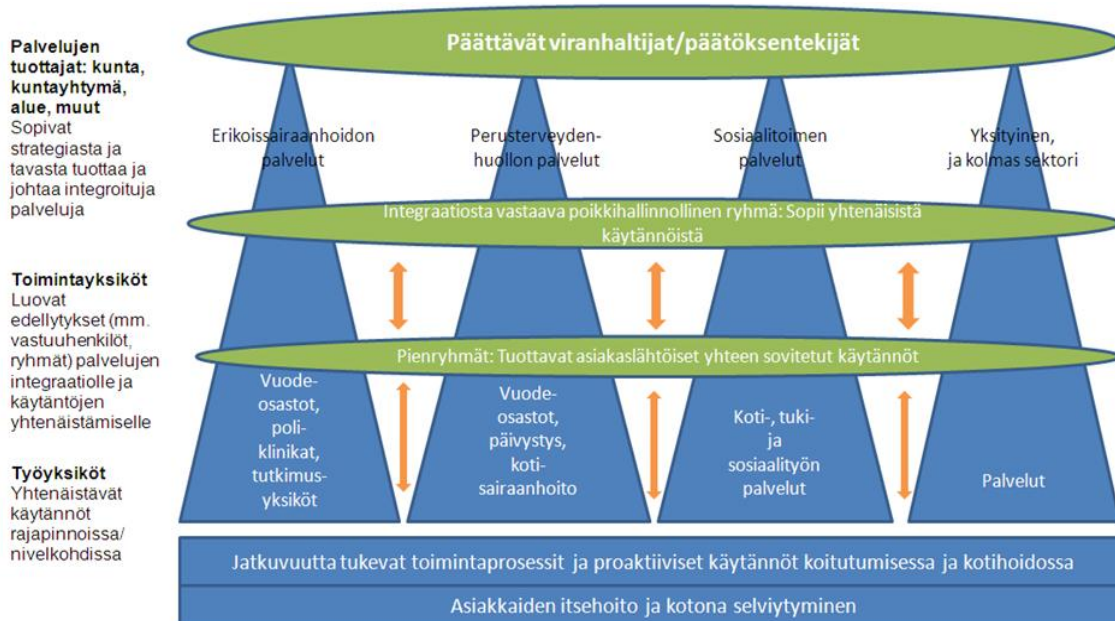 Palvelujen
tuottajat: kunta,
kuntayhtymä,
alue, muut
Sopivat
strategiasta ja
tavasta tuottaa ja
johtaa integroituja
palveluja
Toimintayksiköt
Luovat
edellytykset (mm.
vastuuhenkilöt,
ryhmät) palvelujen
integraatiolle ja
käytäntöjen
yhtenäistämiselle
Työyksiköt
Yhtenäistävät
käytännöt
rajapinnoissa/
nivelkohdissa
Päättävät viranhaltijat/päätöksentekijät
Erikoissairaanhoidon
palvelut
Perusterveyden-
huollon palvelut
Sosiaalitoimen
palvelut
Yksityinen,
ja kolmas sektori
Integraatiosta vastaava poikkihallinnollinen ryhmä: Sopii yhtenäisistä
käytännöistä
Pienryhmät: Tuottavat asiakaslähtöiset yhteen sovitetut käytännöt
Vuode-
osastot,
poli-
klinikat,
tutkimus-
yksiköt
Vuode-
osastot,
päivystys,
koti-
sairaanhoito
Koti-, tuki-
ja
sosiaalityön
palvelut
Palvelut
Jatkuvuutta tukevat toimintaprosessit ja proaktiiviset käytännöt koitutumisessa ja kotihoidossa
Asiakkaiden itsehoito ja kotona selviytyminen